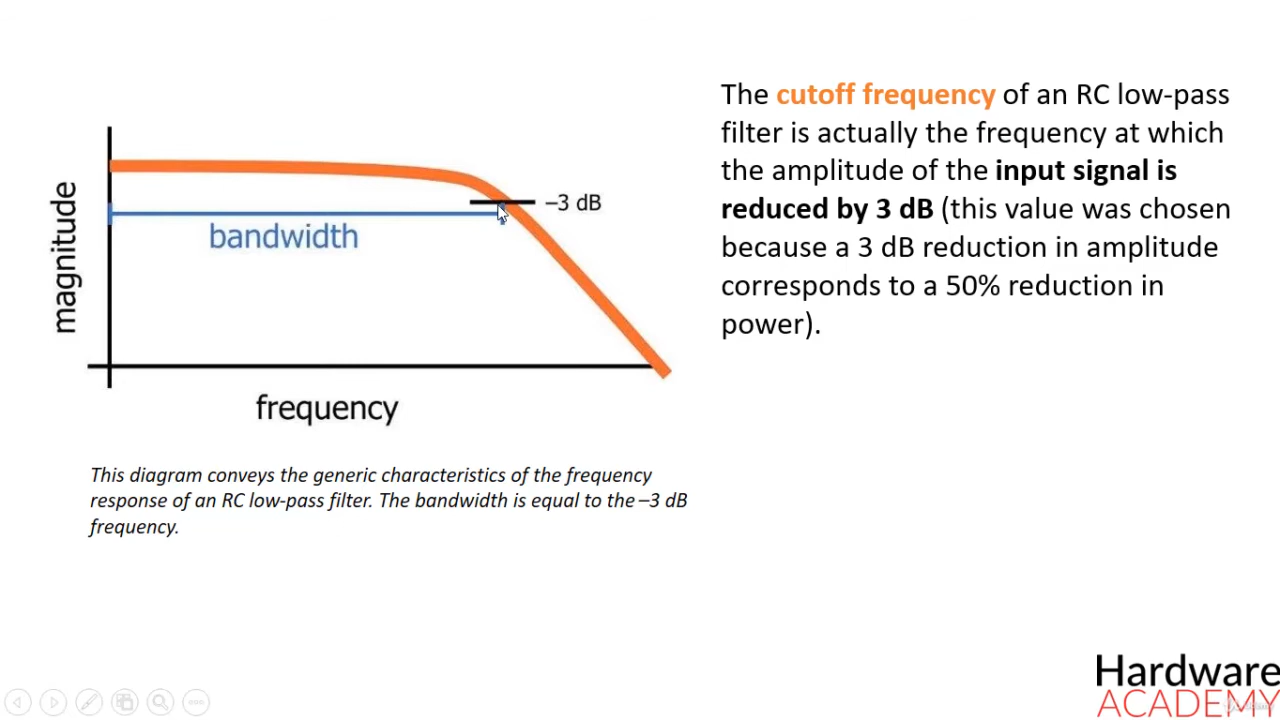 The cutoff frequency of an RC low-pass
filter is actually the frequency at which
the amplitude of the input signal is
reduced by 3 dB (this value was chosen
because a 3 dB reduction in amplitude
corresponds to a 50% reduction in
power).
magnitude
–3 dB
bandwidth
frequency
This diagram conveys the generic characteristics of the frequency
response of an RC low-pass filter. The bandwidth is equal to the –3 dB
frequency.
Hardware
ACADEMY